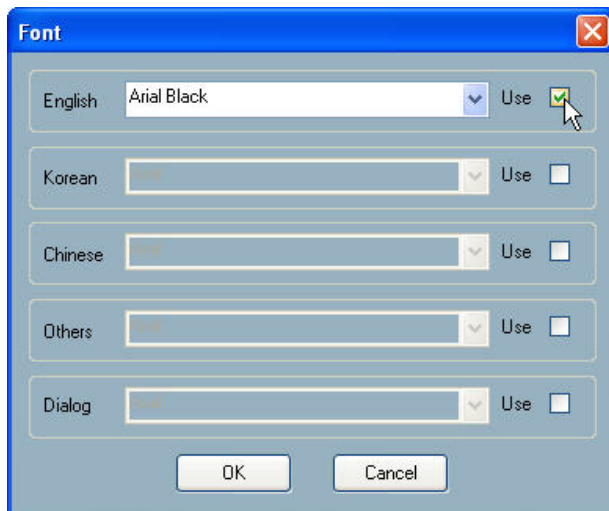 Font
English Arial Black Use
Korean Use
Chinese Use
Others Use
Dialog Use
OK Cancel